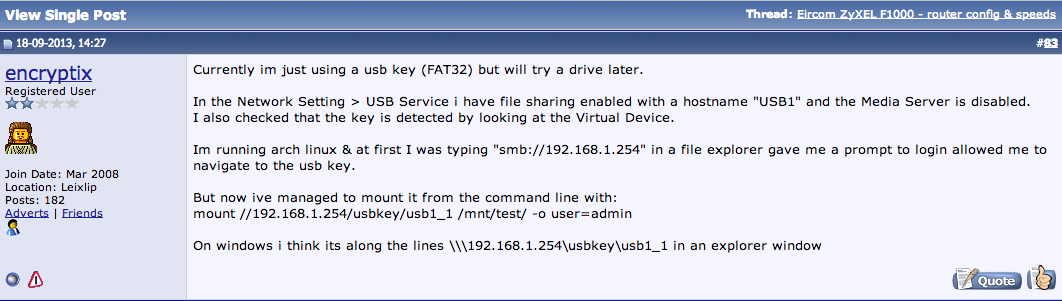 View Single Post
Thread: Eircom ZyXEL F1000 - router config & speeds
18-09-2013, 14:27
#83
encryptix
Registered User
Join Date: Mar 2008
Location: Leixlip
Posts: 182
Adverts | Friends
Currently im just using a usb key (FAT32) but will try a drive later.
In the Network Setting > USB Service i have file sharing enabled with a hostname "USB1" and the Media Server is disabled.
I also checked that the key is detected by looking at the Virtual Device.
Im running arch linux & at first I was typing "smb://192.168.1.254" in a file explorer gave me a prompt to login allowed me to
navigate to the usb key.
But now ive managed to mount it from the command line with:
mount //192.168.1.254/usbkey/usb1_1 /mnt/test/ -o user=admin
On windows i think its along the lines \\\192.168.1.254\usbkey\usb1_1 in an explorer window
Quote